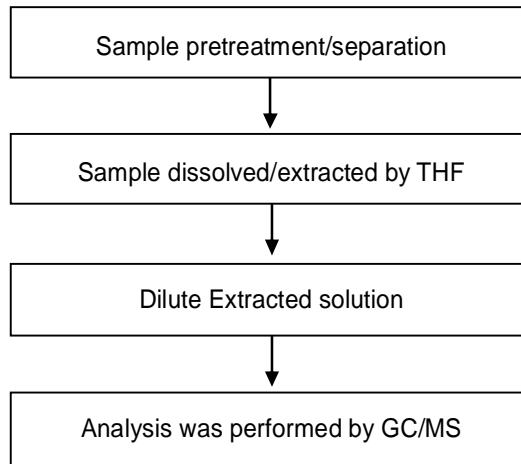 Sample pretreatment/separation
Sample dissolved/extracted by THF
Dilute Extracted solution
Analysis was performed by GC/MS